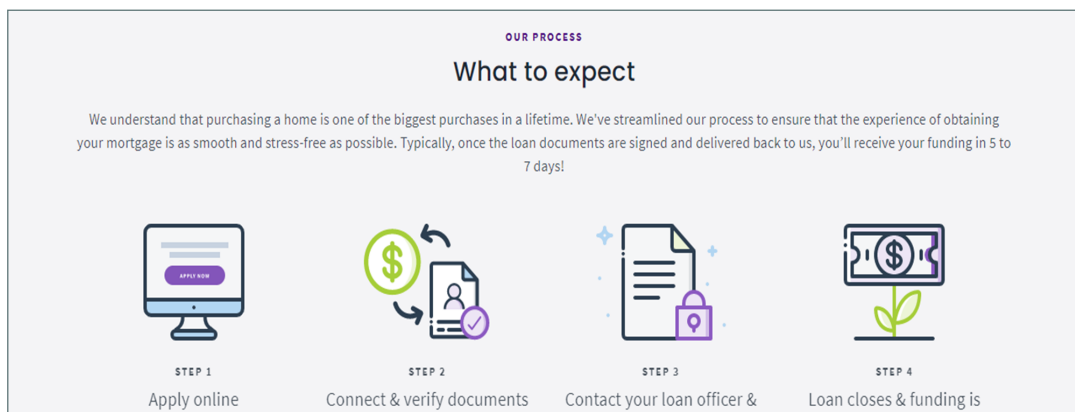 OUR PROCESS
What to expect
We understand that purchasing a home is one of the biggest purchases in a lifetime. We've streamlined our process to ensure that the experience of obtaining
your mortgage is as smooth and stress-free as possible. Typically, once the loan documents are signed and delivered back to us, you'll receive your funding in 5 to
7 days!
APPLY NOW
STEP 1
STEP 2
STEP 3
STEP 4
Apply online
Connect & verify documents
Contact your loan officer &
Loan closes & funding is